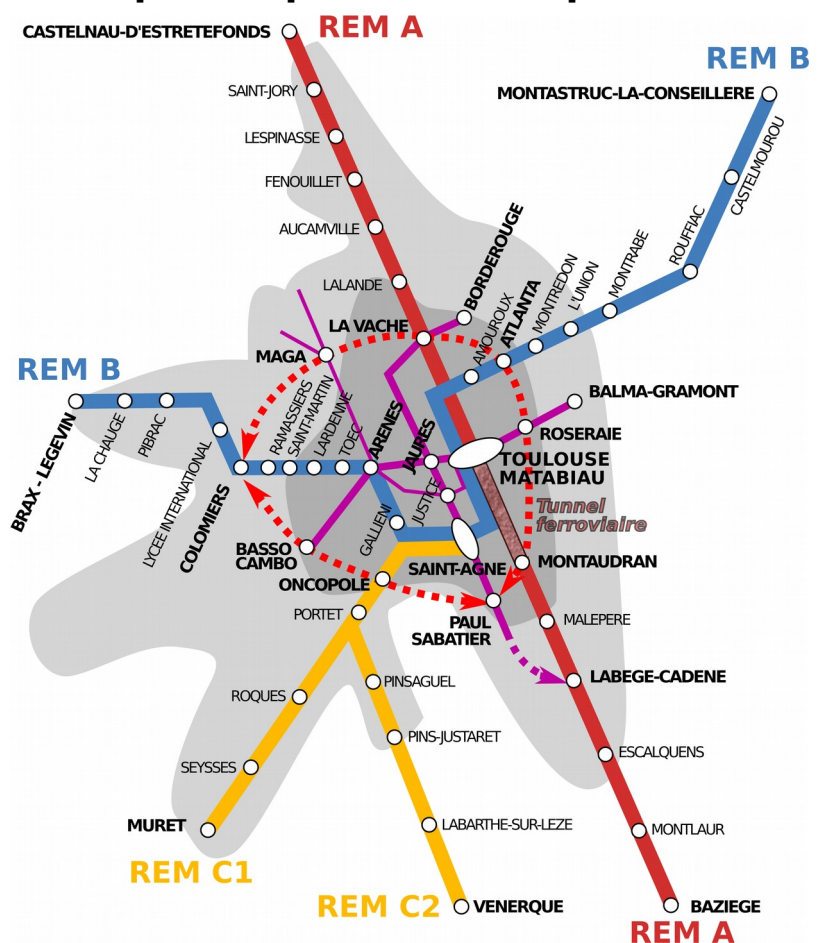 CASTELNAU-D'ESTRETEFONDS
REM A
REM B
SAINT-JORY
MONTASTRUC-LA-CONSEILLERE
LESPINASSE
CASTELMOUROU
FENOUILLET
AUCAMVILLE
BORDEROUGE
ROUFFIAC
MONTRABE
LALANDE
L'UNION
MONTREDON
ATLANTA
AMOUROUX
LA VACHE
MAGA
REM B
RAMASSIERS
SAINT-MARTIN
LARDENNE
TOEC
ARENES
JAURES
BALMA-GRAMONT
ROSERAIE
BRAX - LEGEVIN
LA CHAUGE
PIBRAC
LYCEE INTERNATIONAL
COLOMIERS
TOULOUSE
MATABIAU
JUSTICE
GALLIENI
Tunnel
ferroviaire
BASSO
CAMBO
SAINT-AGNE
MONTAUDRAN
ONCOPOLE
PORTET
PAUL
SABATIER
MALEPERE
LABEGE-CADENE
PINSAGUEL
ROQUES
PINS-JUSTARET
ESCALQUENS
SEYSSES
MURET
LABARTHE-SUR-LEZE
MONTLAUR
REM C1
REM C2
VENERQUE
BAZIEGE
REM A